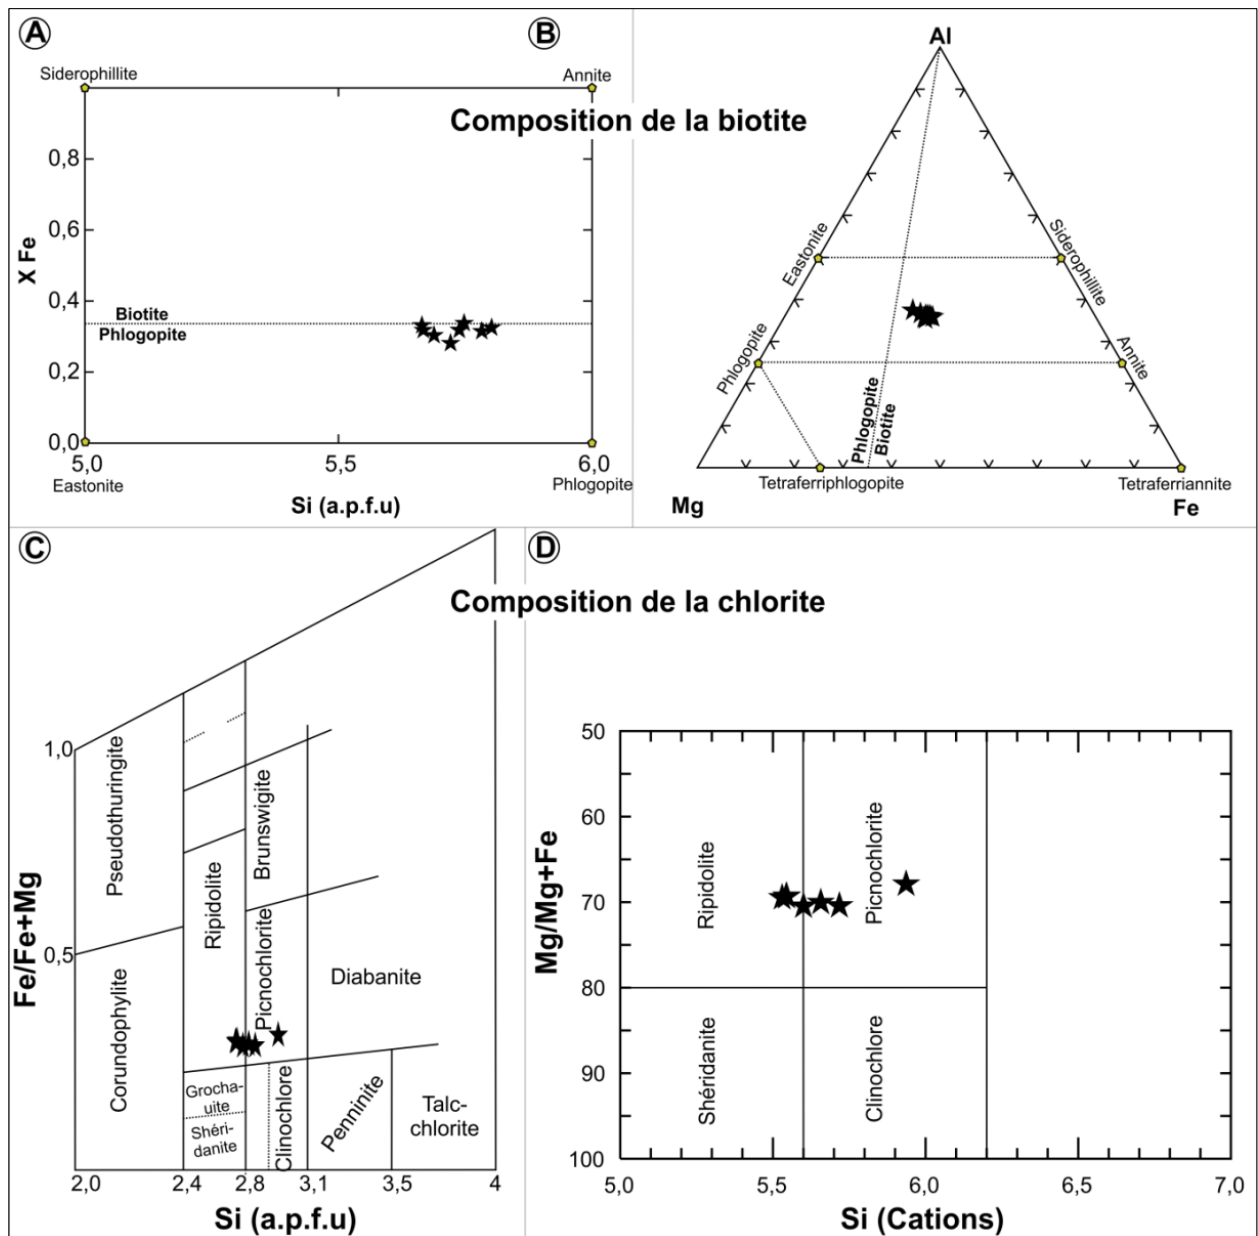 A
B
Siderophillite
Annite
Al
Composition de la biotite
0,8
0,6
X Fe
0,4
Biotite
Phlogopite
0,2
0,0
5,0
5,5
6,0
Eastonite
Phlogopite
Si (a.p.f.u)
Eastonite
Siderophillite
Phlogopite
Annite
Phlogopite
Biotite
Tetraferriphlogopite
Tetraferriannite
Mg
Fe
C
D
Composition de la chlorite
1,0
0,5
Fe/Fe+Mg
Pseudothuringite
Brunswigite
Ripidolite
Picnochlorite
Diabanite
Corundophylite
Grocha-
uite
Shéri-
danite
Clinochlore
Penninite
Talc-
chlorite
2,0
2,4
2,8
3,1
3,5
4
Si (a.p.f.u)
50
60
70
80
90
100
Mg/Mg+Fe
Ripidolite
Picnochlorite
Shéridanite
Clinochlore
5,0
5,5
6,0
6,5
7,0
Si (Cations)